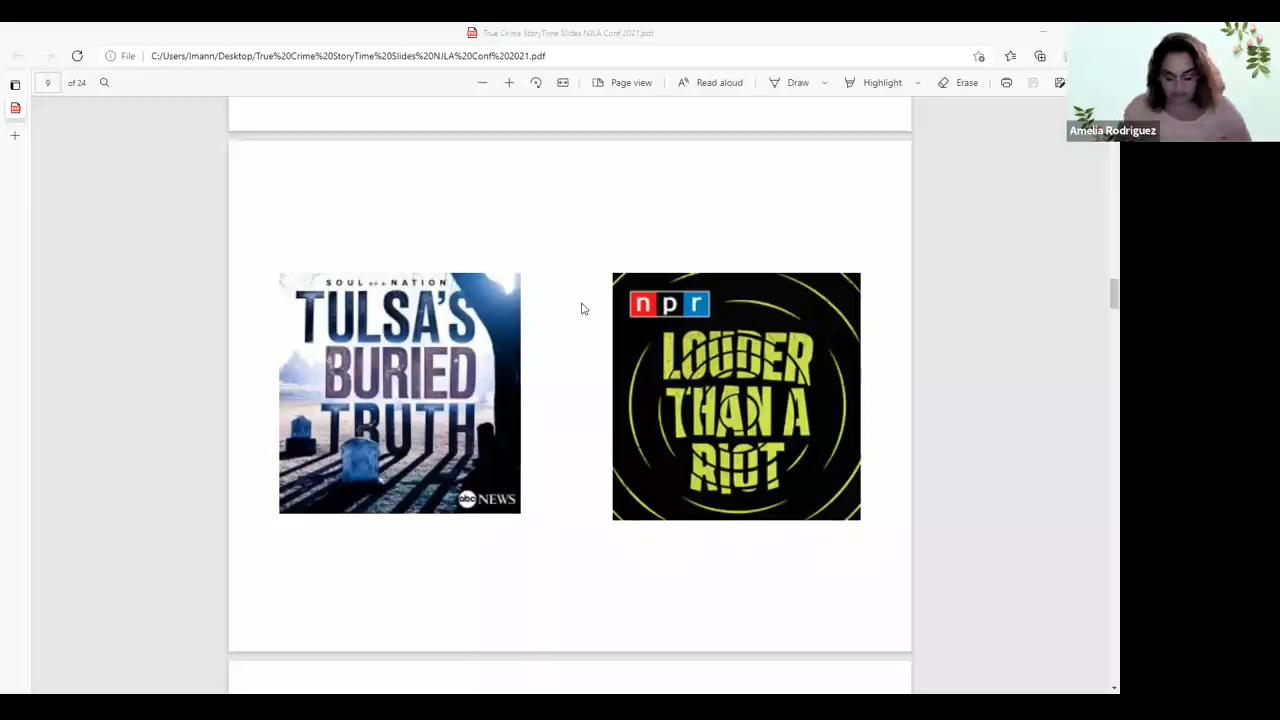 True Crime StoryTime Slides NJLA Conf 2021.pdf
File
C:/Users/lmann/Desktop/True%20Crime%20StoryTime%20Slides%20NJLA%20Conf%202021.pdf
9 of 24
Page view
Read aloud
Draw
Highlight
Erase
Amelia Rodriguez
SOUL OF A NATION
TULSA'S
BURIED
TRUTH
abc NEWS
npr
LOUDER
THAN A
RIOT